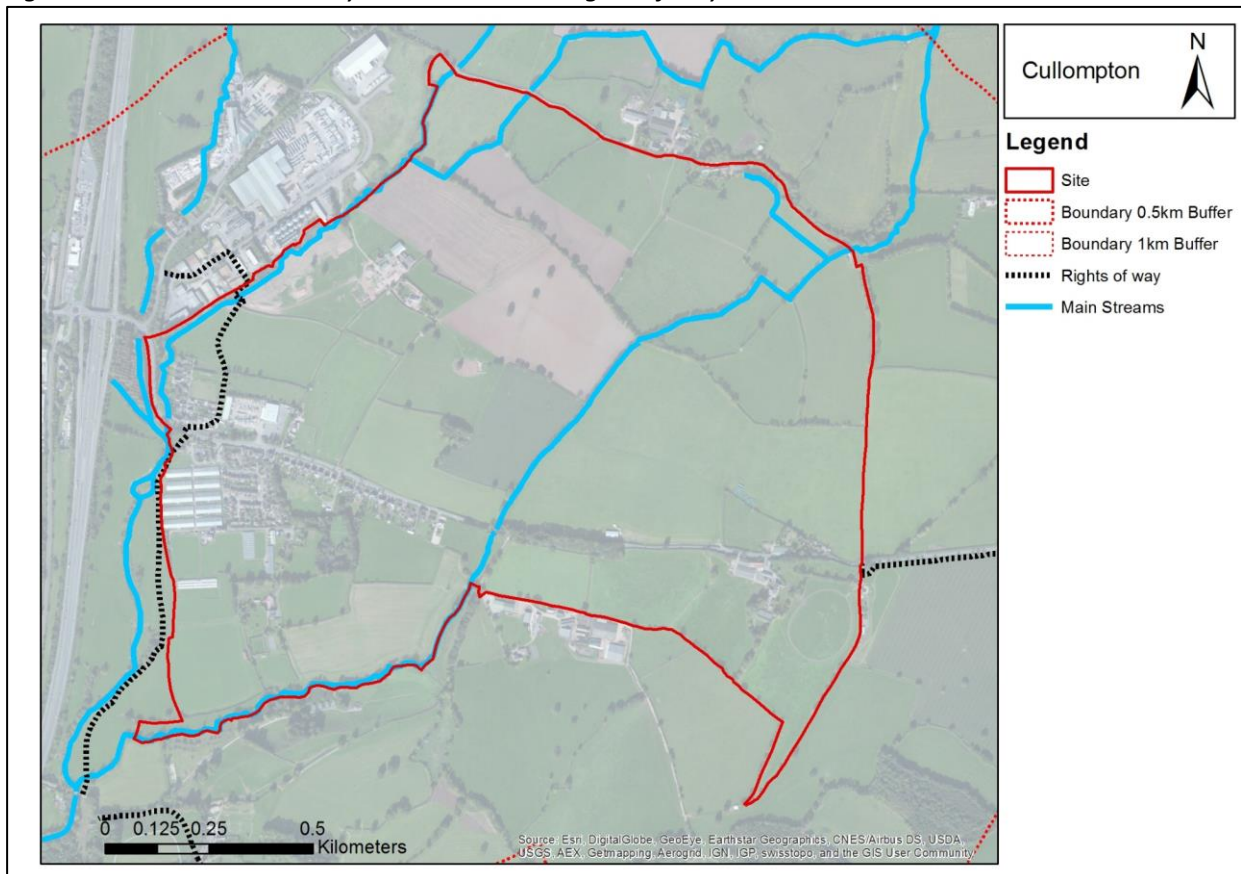 Cullompton
N
Legend
Site
Boundary 0.5km Buffer
Boundary 1km Buffer
Rights of way
Main Streams
0 0.125 0.25 0.5
Kilometers
Source: Esri, DigitalGlobe, GeoEye, Earthstar Geographics, CNES/Airbus DS, USDA,
USGS, AEX, Getmapping, Aerogrid, IGN, IGP, swisstopo, and the GIS User Community